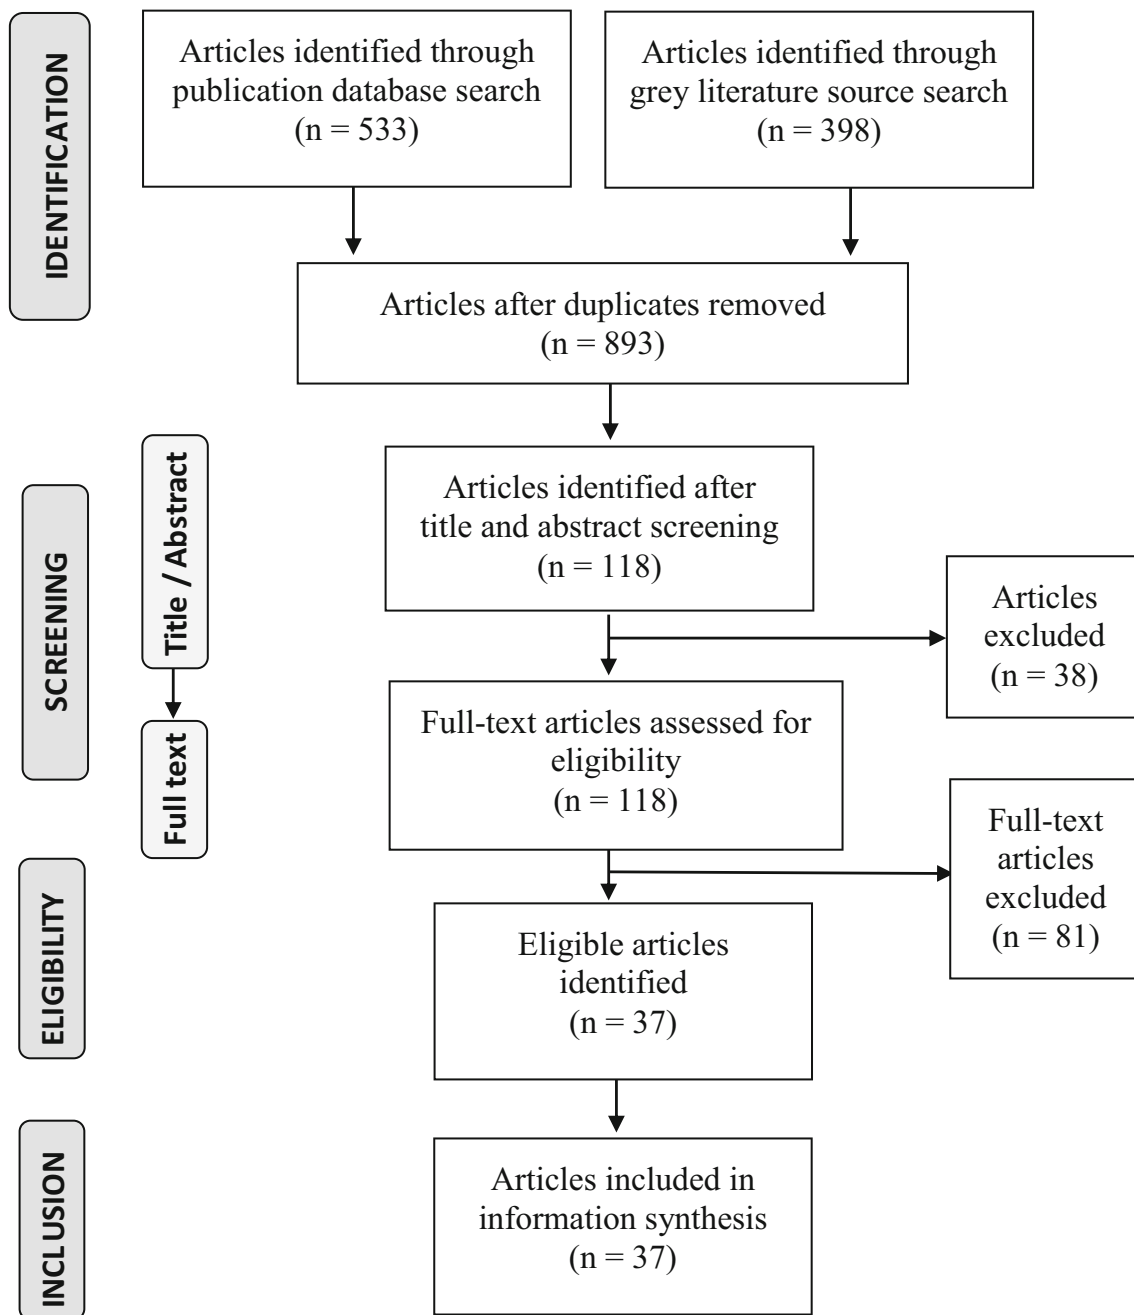 IDENTIFICATION
Articles identified through
publication database search
(n = 533)
Articles identified through
grey literature source search
(n = 398)
Articles after duplicates removed
(n = 893)
SCREENING
Title / Abstract
Full text
Articles identified after
title and abstract screening
(n = 118)
Articles
excluded
(n = 38)
Full-text articles assessed for
eligibility
(n = 118)
Full-text
articles
excluded
(n = 81)
ELIGIBILITY
Eligible articles
identified
(n = 37)
INCLUSION
Articles included in
information synthesis
(n = 37)